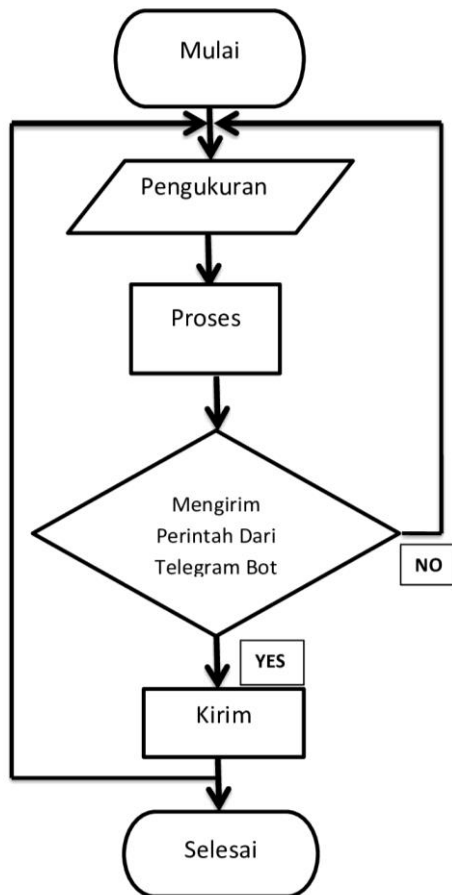 Mulai
Pengukuran
Proses
Mengirim
Perintah Dari
Telegram Bot
NO
YES
Kirim
Selesai